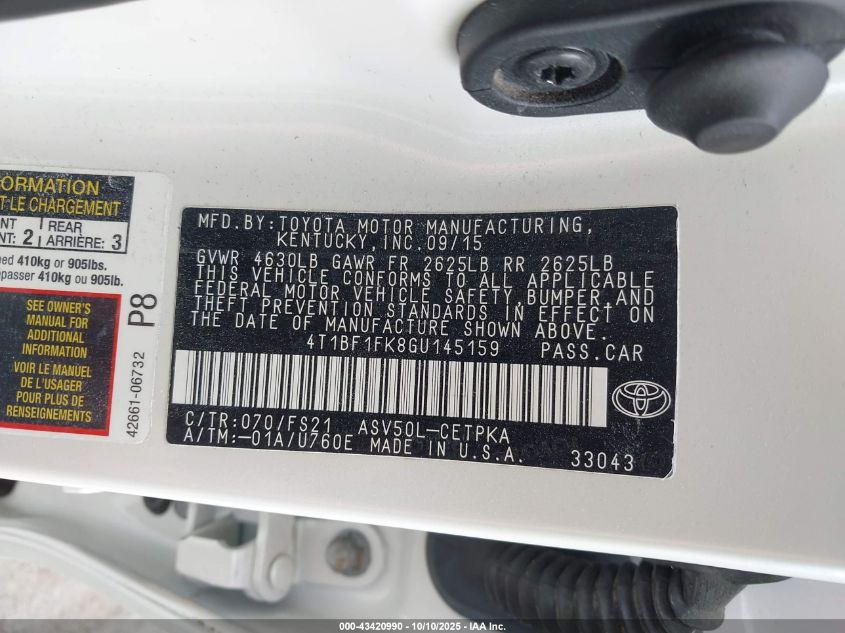 ORMATION
T LE CHARGEMENT
NT REAR
NT: 2 ARRIÈRE: 3
ed 410kg or 905lbs.
passer 410kg ou 905lb.
SEE OWNER'S
MANUAL FOR
ADDITIONAL
INFORMATION
VOIR LE MANUEL
DE L'USAGER
POUR PLUS DE
RENSEIGNEMENTS
P8
42661-06732
MFD.BY:TOYOTA MOTOR MANUFACTURING,
KENTUCKY,INC.09/15
GVWR 4630LB GAWR FR 2625LB RR 2625LB
THIS VEHICLE CONFORMS TO ALL APPLICABLE
FEDERAL MOTOR VEHICLE SAFETY,BUMPER,AND
THEFT PREVENTION STANDARDS IN EFFECT ON
THE DATE OF MANUFACTURE SHOWN ABOVE.
4T1BF1FK8GU145159 PASS.CAR
C/TR:070/FS21 ASV50L-CETPKA
A/TM:-01A/U760E MADE IN U.S.A.
33043
TOYOTA
000-43420990 - 10/10/2025 - IAA Inc.